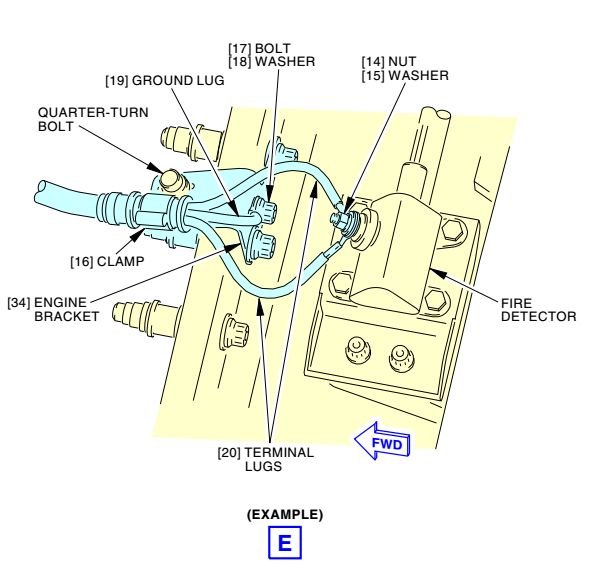 [17] BOLT
[18] WASHER
[14] NUT
[15] WASHER
[19] GROUND LUG
QUARTER-TURN
BOLT
[16] CLAMP
[34] ENGINE
BRACKET
FIRE
DETECTOR
[20] TERMINAL
LUGS
FWD
(EXAMPLE)
E